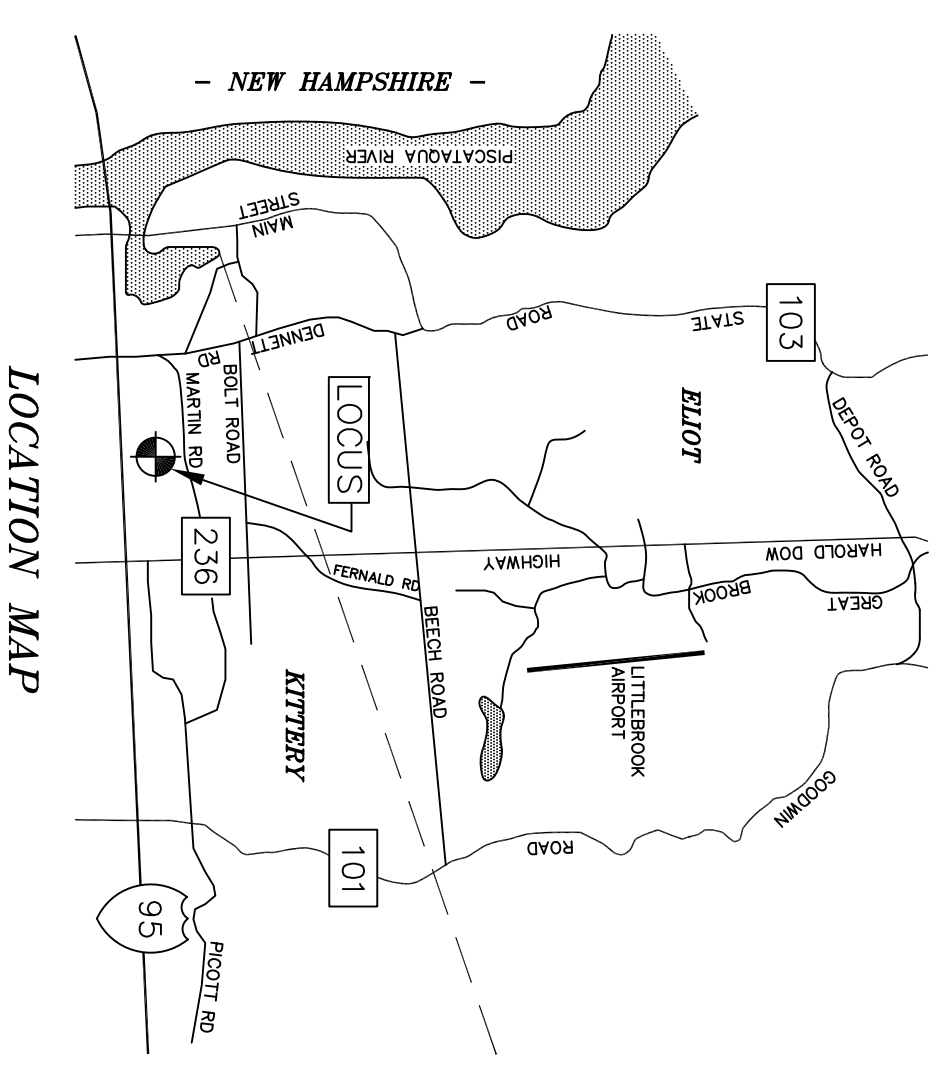 - NEW HAMPSHIRE -
PISCATAQUA RIVER
MAIN
STREET
103
STATE
ROAD
DENNETT
RD
BOLT ROAD
MARTIN RD
LOCUS
ELIOT
DEPOT ROAD
236
HAROLD DOW
HIGHWAY
FERNALD RD
BEECH ROAD
GREAT
BROOK
LITTLEBROOK
AIRPORT
KITTERY
GOODWIN
ROAD
101
95
PICOTT RD
LOCATION MAP